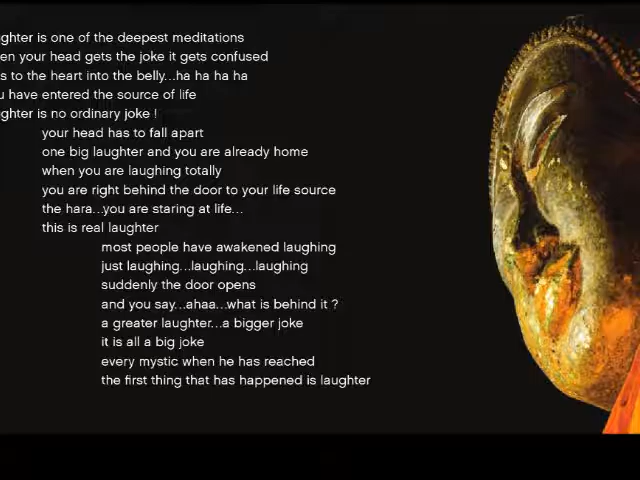 ghter is one of the deepest meditations
en your head gets the joke it gets confused
s to the heart into the belly...ha ha ha ha
u have entered the source of life
ghter is no ordinary joke !
your head has to fall apart
one big laughter and you are already home
when you are laughing totally
you are right behind the door to your life source
the hara...you are staring at life...
this is real laughter
most people have awakened laughing
just laughing...laughing...laughing
suddenly the door opens
and you say...ahaa...what is behind it ?
a greater laughter...a bigger joke
it is all a big joke
every mystic when he has reached
the first thing that has happened is laughter